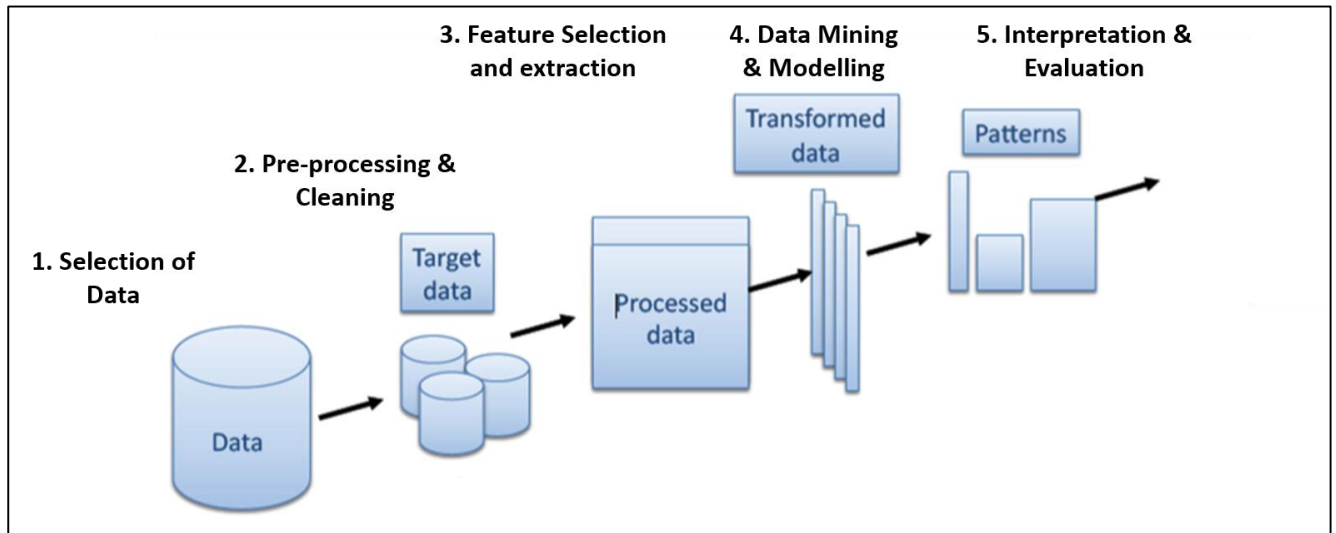 3. Feature Selection
and extraction
4. Data Mining
& Modelling
5. Interpretation &
Evaluation
Transformed
data
Patterns
2. Pre-processing &
Cleaning
1. Selection of
Data
Target
data
Processed
data
Data